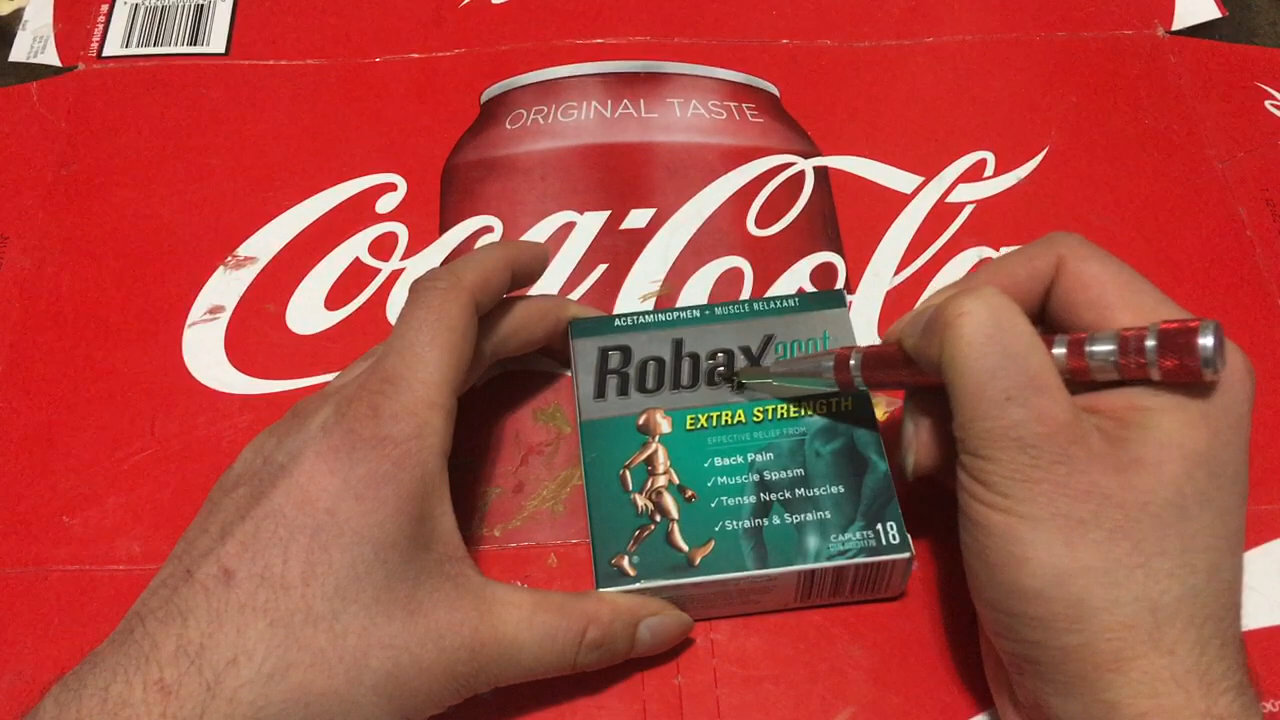 ORIGINAL TASTE
Coca-Cola
ACETAMINOPHEN + MUSCLE RELAXANT
Robax
EXTRA STRENGTH
EFFECTIVE RELIEF FROM
✓Back Pain
✓Muscle Spasm
✓Tense Neck Muscles
✓Strains & Sprains
CAPLETS 18